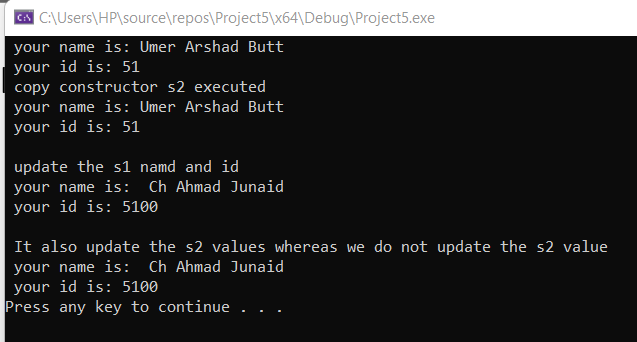 C:\Users\HP\source\repos\Project5\x64\Debug\Project5.exe
your name is: Umer Arshad Butt
your id is: 51
copy constructor s2 executed
your name is: Umer Arshad Butt
your id is: 51
update the s1 namd and id
your name is:  Ch Ahmad Junaid
your id is: 5100
It also update the s2 values whereas we do not update the s2 value
your name is:  Ch Ahmad Junaid
your id is: 5100
Press any key to continue . . .